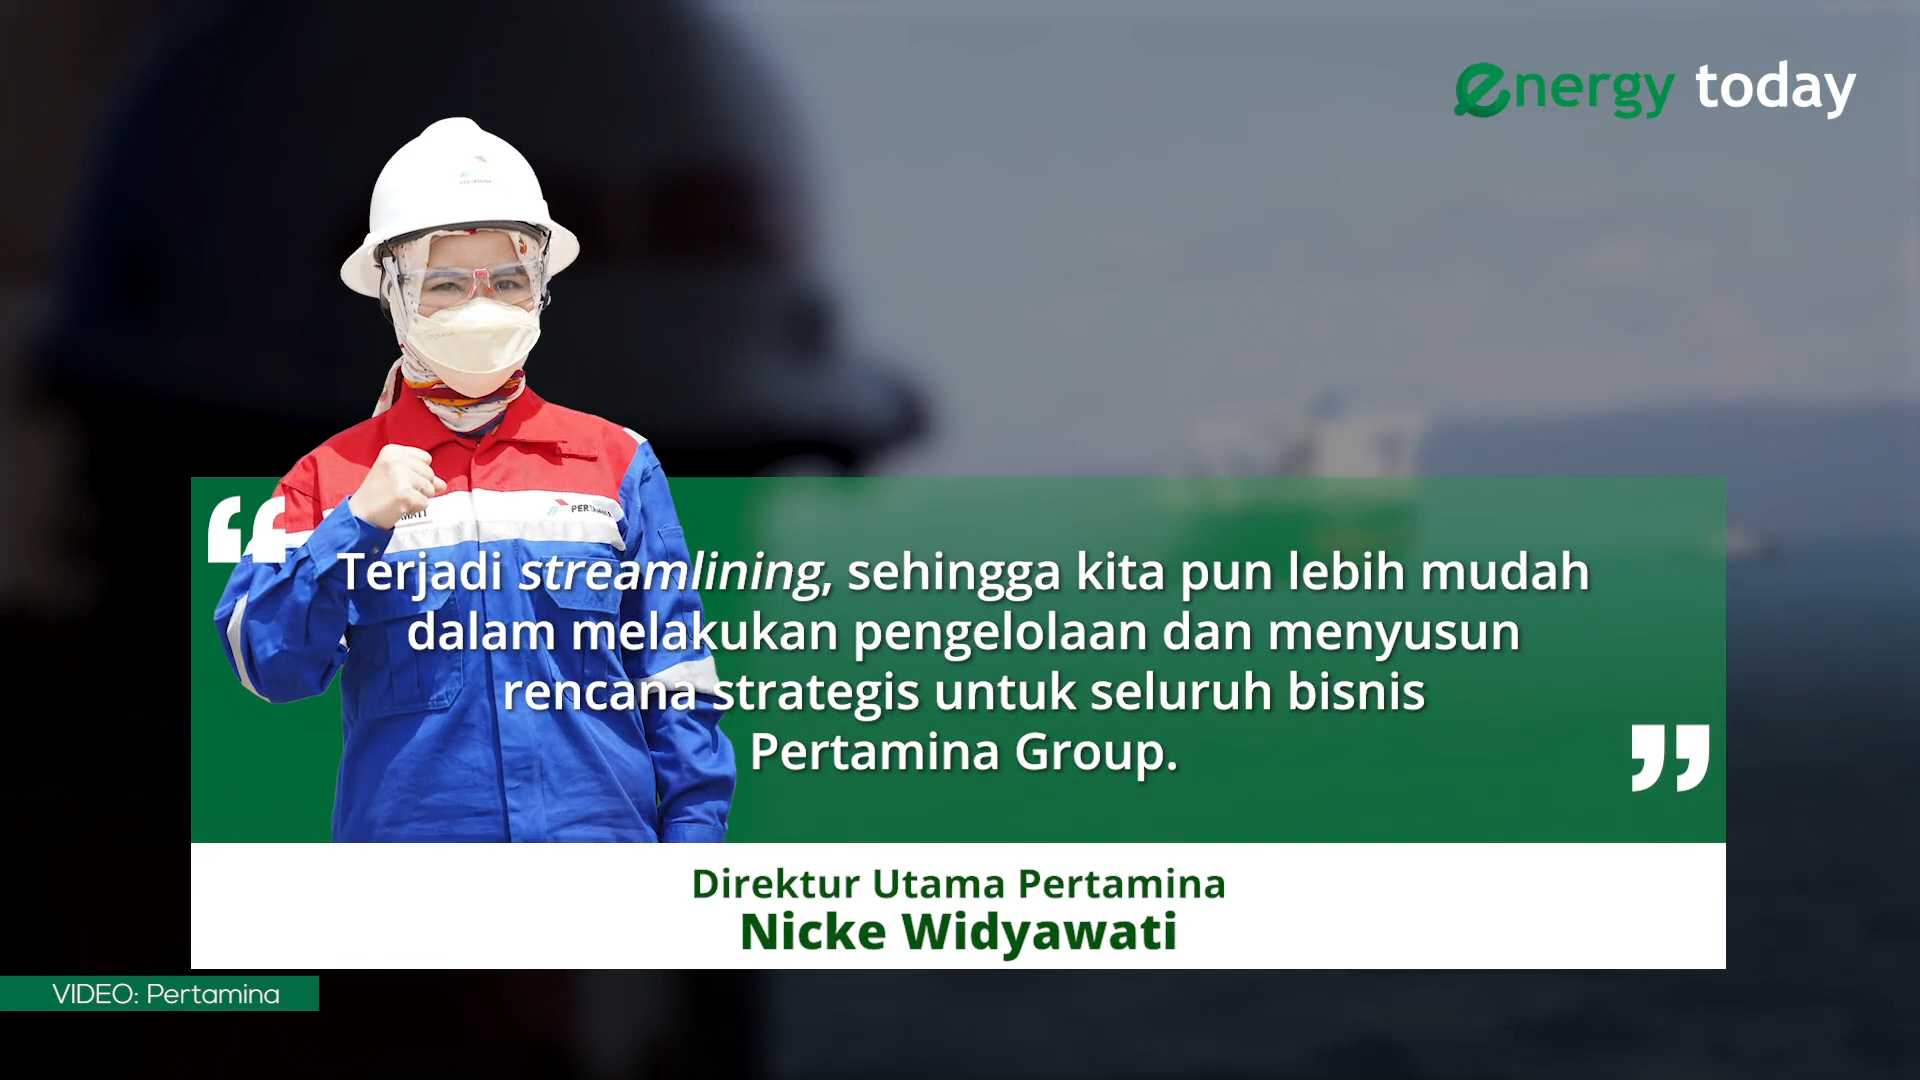 energy today
PERTAMINA
“
Terjadi streamlining, sehingga kita pun lebih mudah
dalam melakukan pengelolaan dan menyusun
rencana strategis untuk seluruh bisnis
Pertamina Group.
”
Direktur Utama Pertamina
Nicke Widyawati
VIDEO: Pertamina